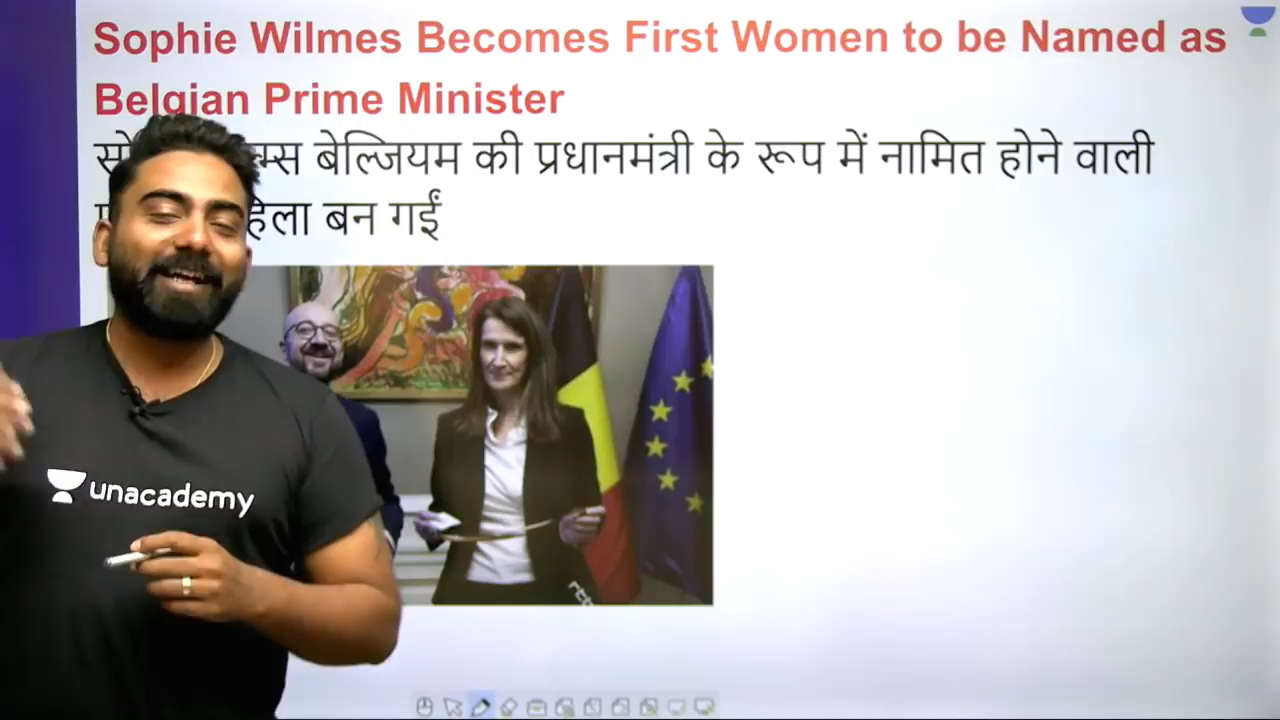 Sophie Wilmes Becomes First Women to be Named as
Belgian Prime Minister
बेल्जियम की प्रधानमंत्री के रूप में नामित होने वाली
बन गईं
unacademy